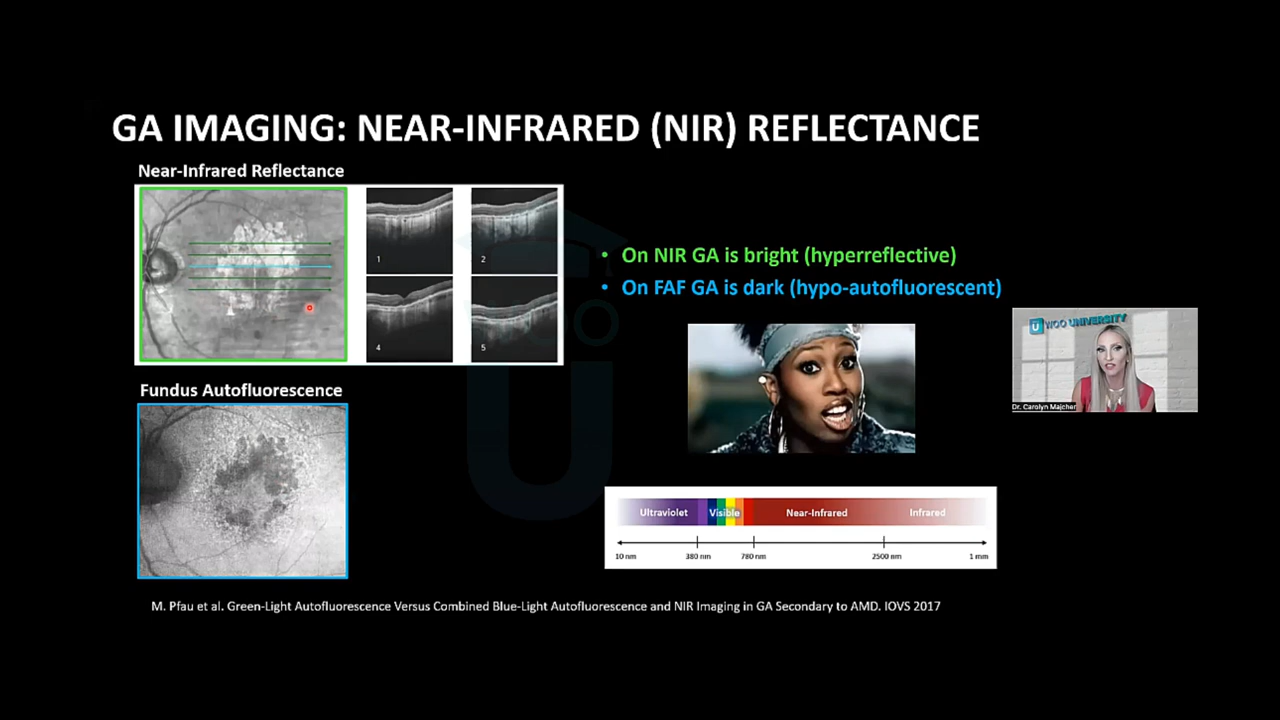 GA IMAGING: NEAR-INFRARED (NIR) REFLECTANCE
Near-Infrared Reflectance
1
2
4
5
• On NIR GA is bright (hyperreflective)
• On FAF GA is dark (hypo-autofluorescent)
WOO UNIVERSITY
Dr. Carolyn Majcher
Fundus Autofluorescence
Ultraviolet Visible Near-Infrared Infrared
10 nm 380 nm 780 nm 2500 nm 1 mm
M. Pfau et al. Green-Light Autofluorescence Versus Combined Blue-Light Autofluorescence and NIR Imaging in GA Secondary to AMD. IOVS 2017